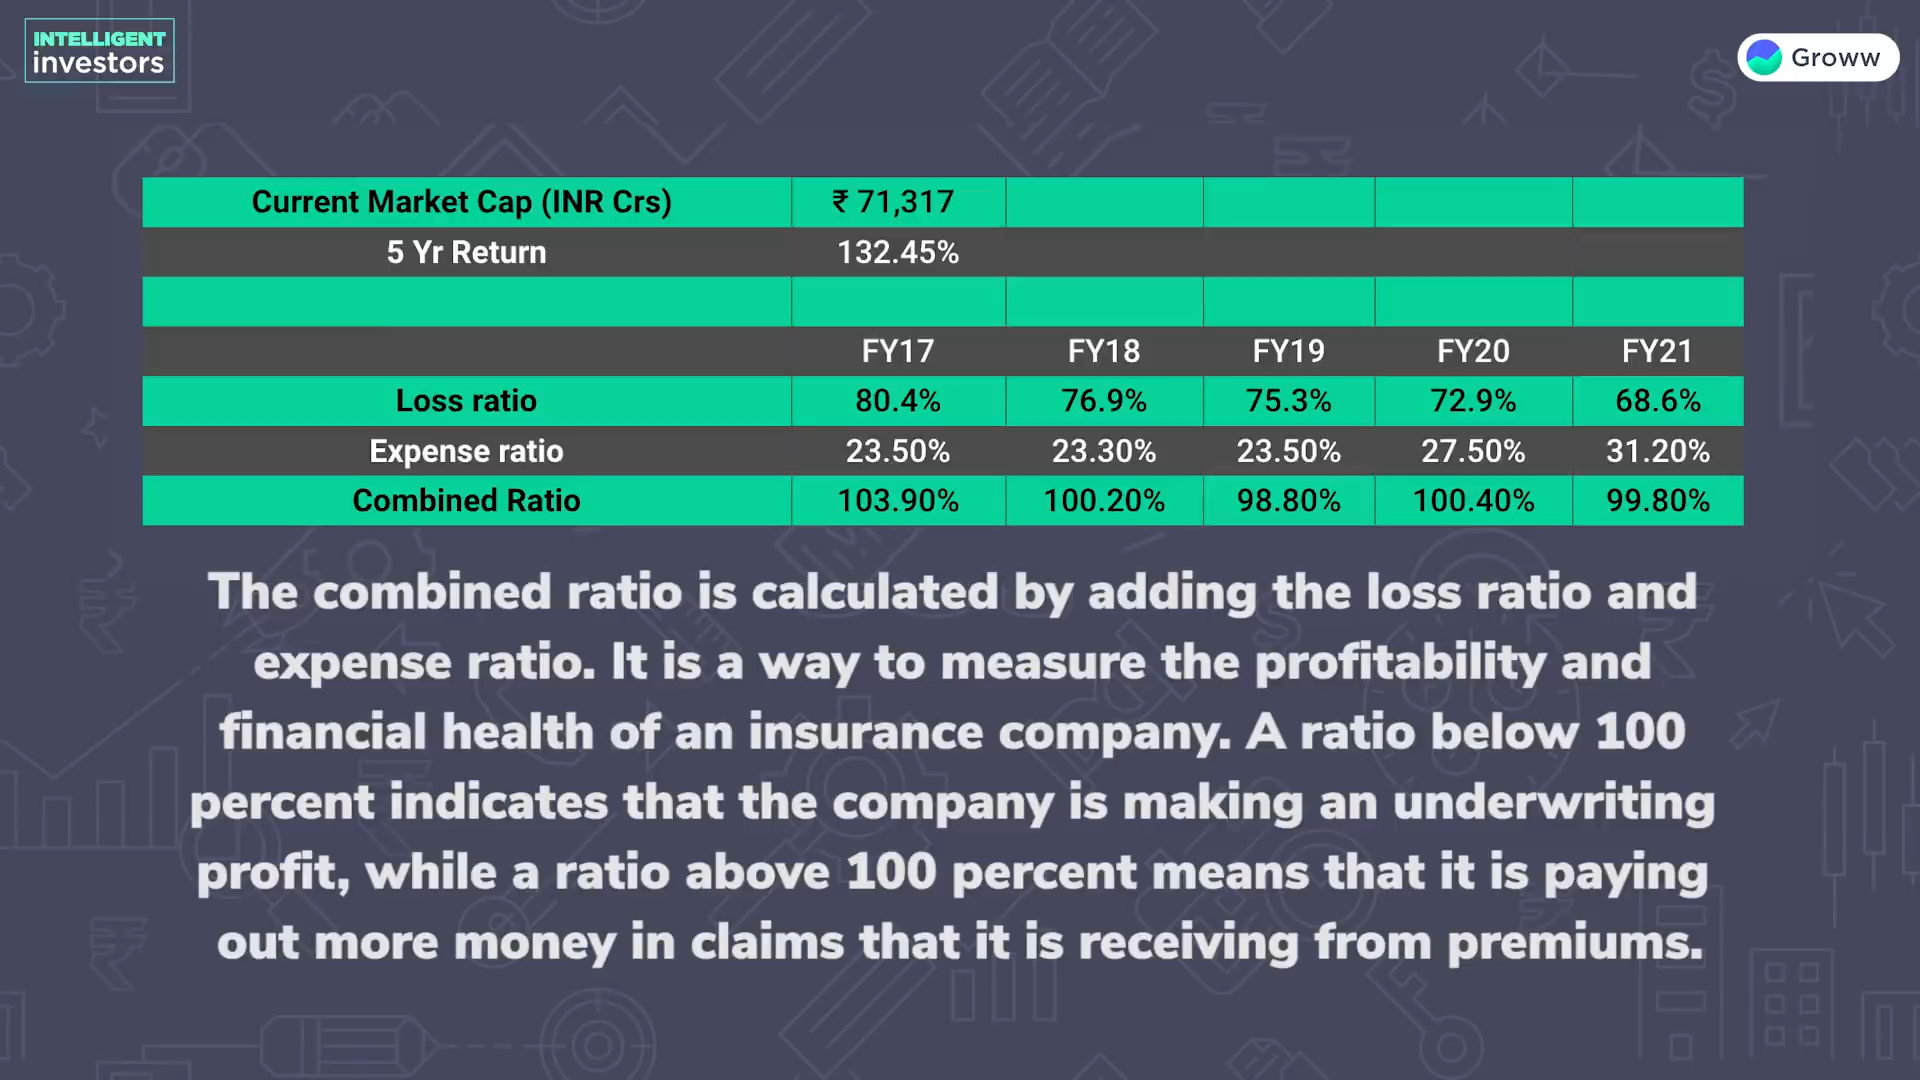 INTELLIGENT
investors
Groww
Current Market Cap (INR Crs) ₹ 71,317
5 Yr Return 132.45%
FY17 FY18 FY19 FY20 FY21
Loss ratio 80.4% 76.9% 75.3% 72.9% 68.6%
Expense ratio 23.50% 23.30% 23.50% 27.50% 31.20%
Combined Ratio 103.90% 100.20% 98.80% 100.40% 99.80%
The combined ratio is calculated by adding the loss ratio and
expense ratio. It is a way to measure the profitability and
financial health of an insurance company. A ratio below 100
percent indicates that the company is making an underwriting
profit, while a ratio above 100 percent means that it is paying
out more money in claims that it is receiving from premiums.